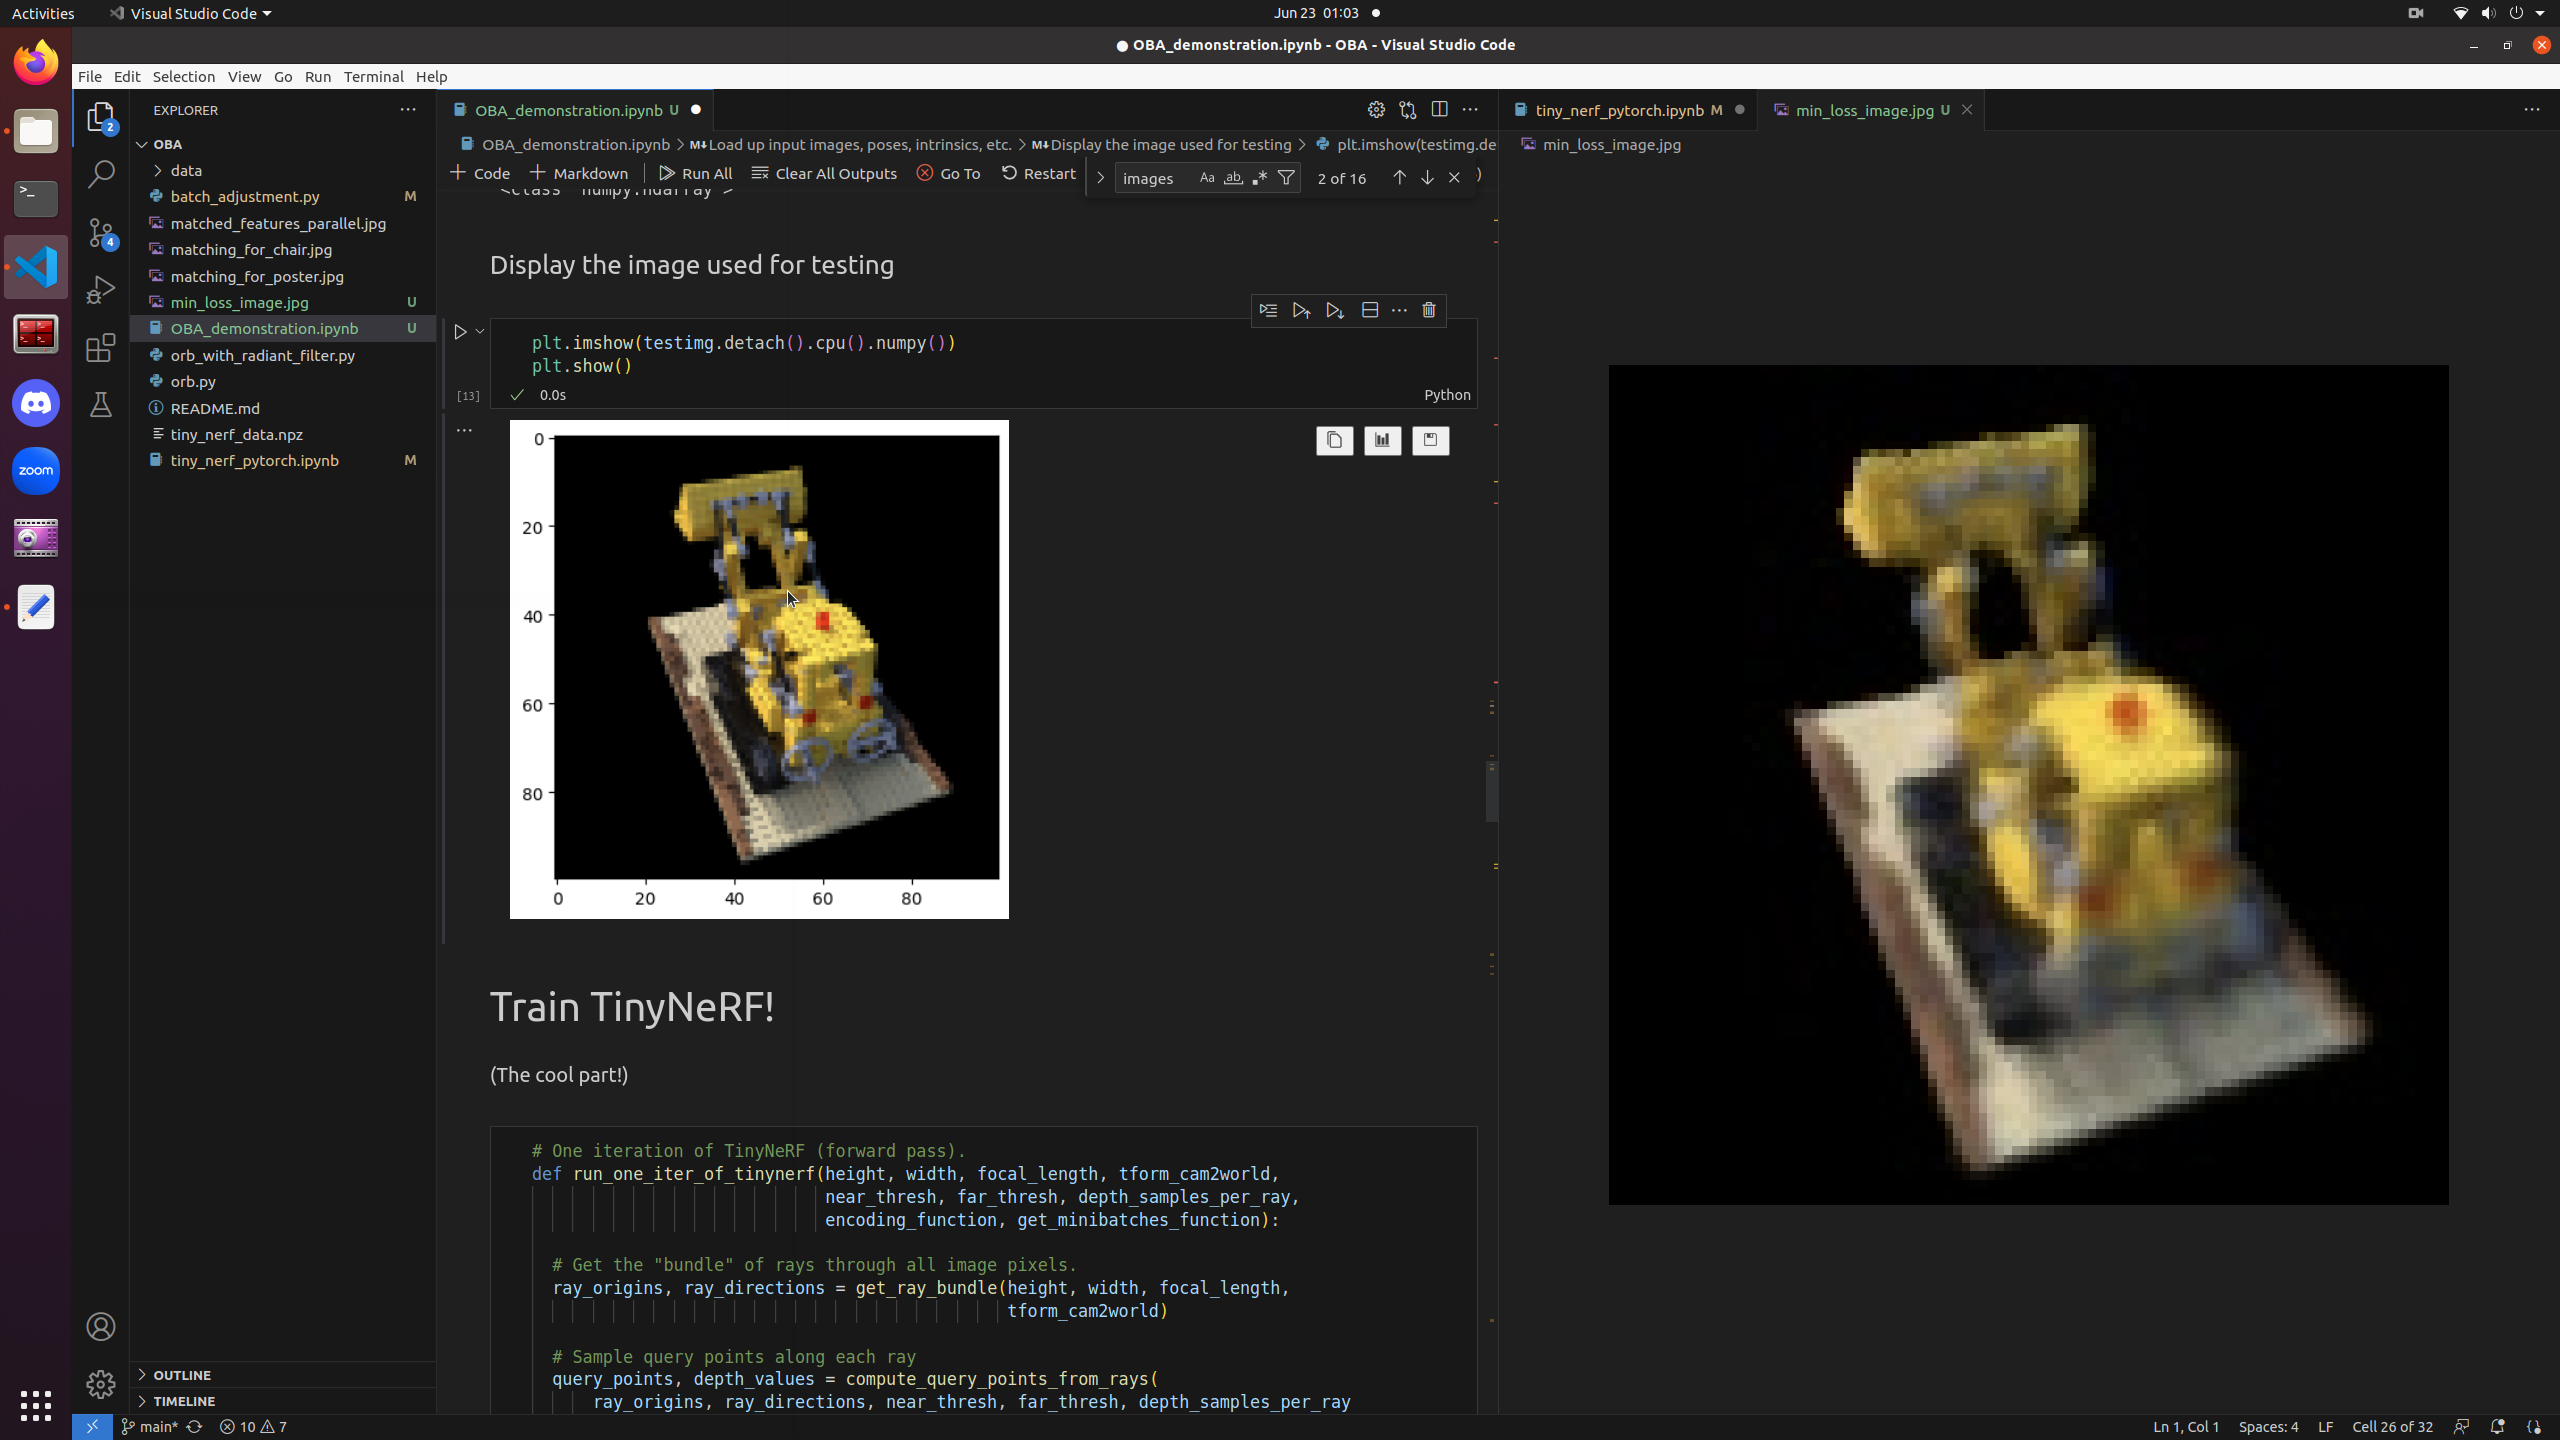 Activities
Visual Studio Code
Jun 23 01:03
● OBA_demonstration.ipynb - OBA - Visual Studio Code
File Edit Selection View Go Run Terminal Help
EXPLORER
OBA
data
batch_adjustment.py M
matched_features_parallel.jpg
matching_for_chair.jpg
matching_for_poster.jpg
min_loss_image.jpg U
OBA_demonstration.ipynb U
orb_with_radiant_filter.py
orb.py
README.md
tiny_nerf_data.npz
tiny_nerf_pytorch.ipynb M
OUTLINE
TIMELINE
2
4
zoom
OBA_demonstration.ipynb U
OBA_demonstration.ipynb > M↓Load up input images, poses, intrinsics, etc. > M↓Display the image used for testing > plt.imshow(testimg.de
Code Markdown Run All Clear All Outputs Go To Restart
images Aa ab 2 of 16
<class 'numpy.ndarray'>
Display the image used for testing
plt.imshow(testimg.detach().cpu().numpy())
plt.show()
[13] 0.0s Python
0
20
40
60
80
0 20 40 60 80
Train TinyNeRF!
(The cool part!)
# One iteration of TinyNeRF (forward pass).
def run_one_iter_of_tinynerf(height, width, focal_length, tform_cam2world,
near_thresh, far_thresh, depth_samples_per_ray,
encoding_function, get_minibatches_function):
# Get the "bundle" of rays through all image pixels.
ray_origins, ray_directions = get_ray_bundle(height, width, focal_length,
tform_cam2world)
# Sample query points along each ray
query_points, depth_values = compute_query_points_from_rays(
ray_origins, ray_directions, near_thresh, far_thresh, depth_samples_per_ray
tiny_nerf_pytorch.ipynb M
min_loss_image.jpg U
min_loss_image.jpg
main* 10 7
Ln 1, Col 1 Spaces: 4 LF Cell 26 of 32